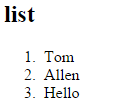 list
1. Tom
2. Allen
3. Hello